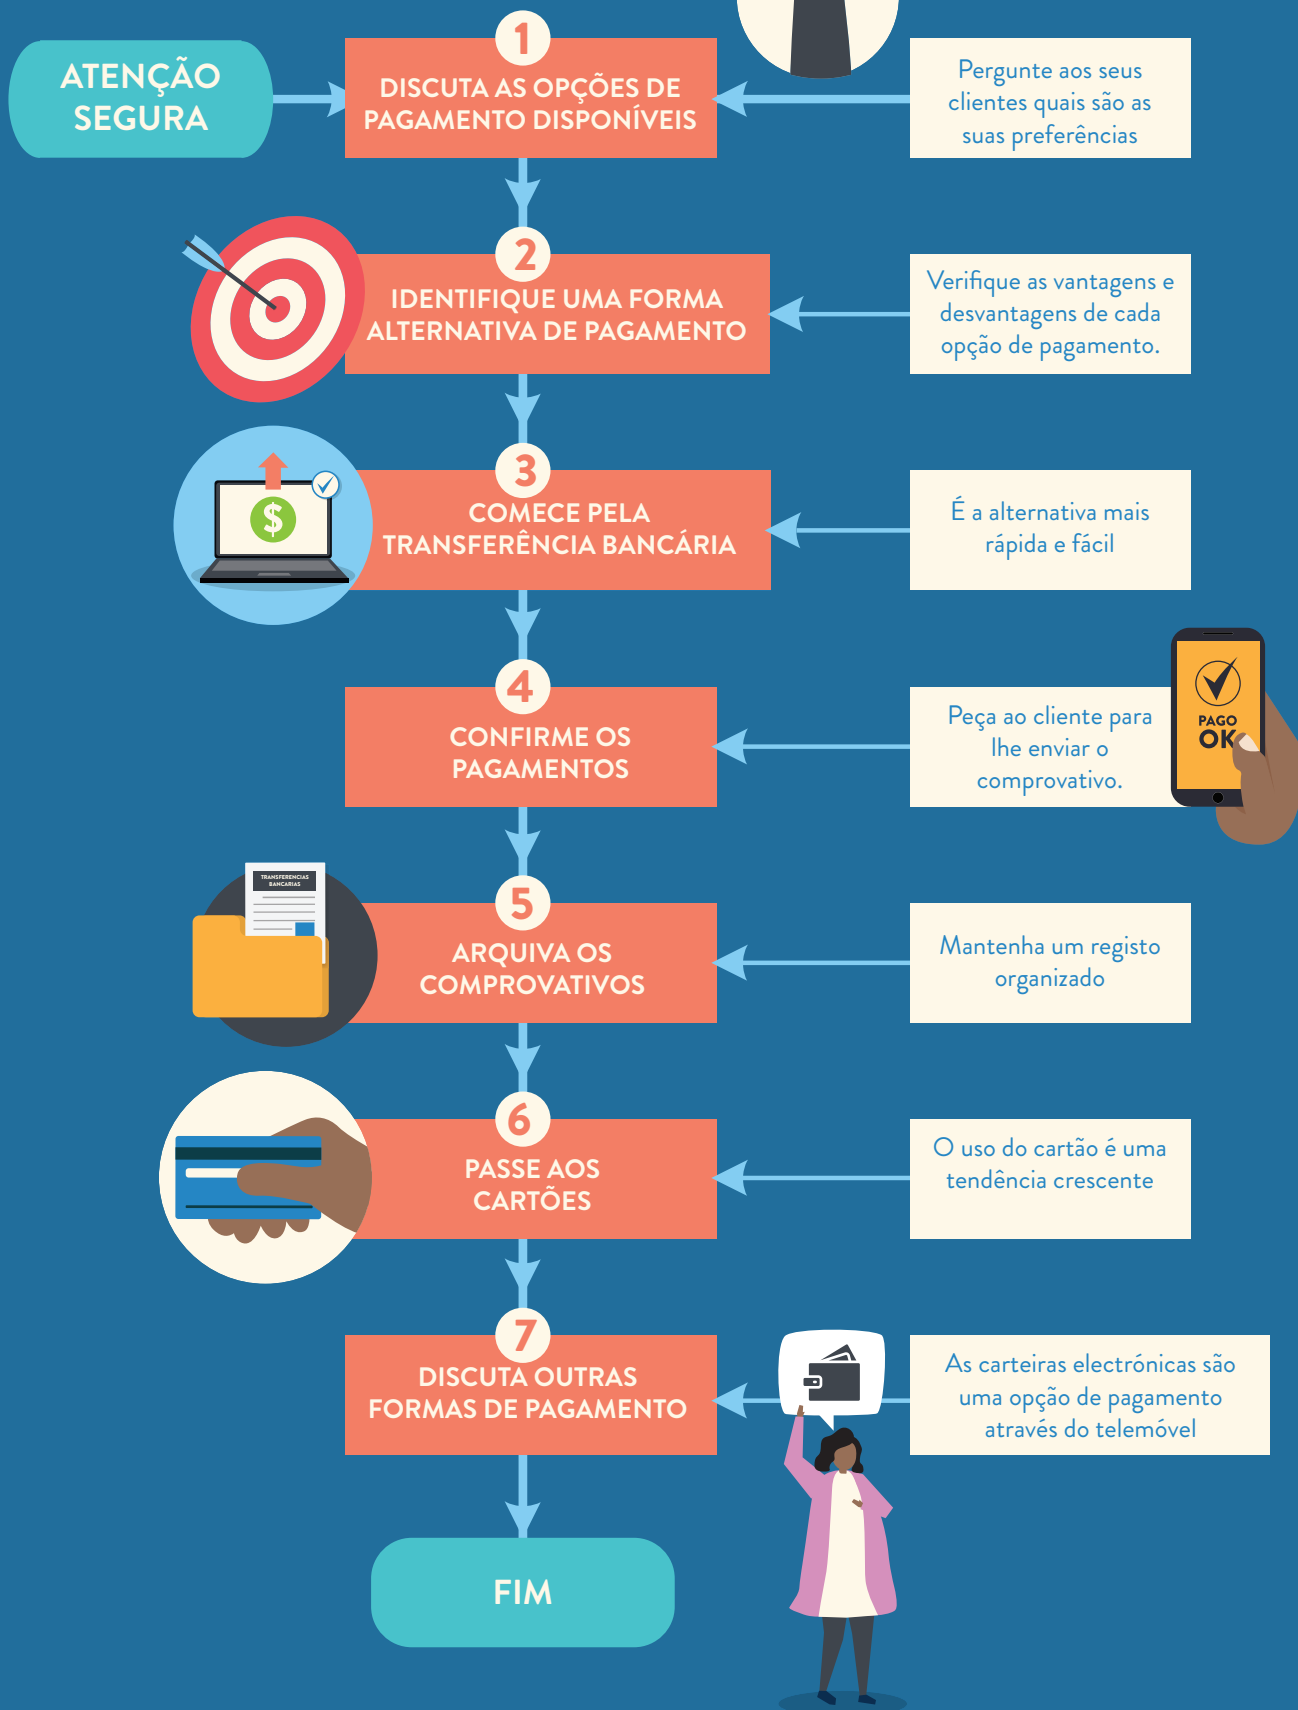 ATENÇÃO
SEGURA
1
DISCUTA AS OPÇÕES DE
PAGAMENTO DISPONÍVEIS
Pergunte aos seus
clientes quais são as
suas preferências
2
IDENTIFIQUE UMA FORMA
ALTERNATIVA DE PAGAMENTO
Verifique as vantagens e
desvantagens de cada
opção de pagamento.
3
COMECE PELA
TRANSFERÊNCIA BANCÁRIA
$
É a alternativa mais
rápida e fácil
4
CONFIRME OS
PAGAMENTOS
Peça ao cliente para
lhe enviar o
comprovativo.
PAGO
OK
5
ARQUIVA OS
COMPROVATIVOS
TRANSFERENCIAS
BANCARIAS
Mantenha um registo
organizado
6
PASSE AOS
CARTÕES
O uso do cartão é uma
tendência crescente
7
DISCUTA OUTRAS
FORMAS DE PAGAMENTO
As carteiras electrónicas são
uma opção de pagamento
através do telemóvel
FIM